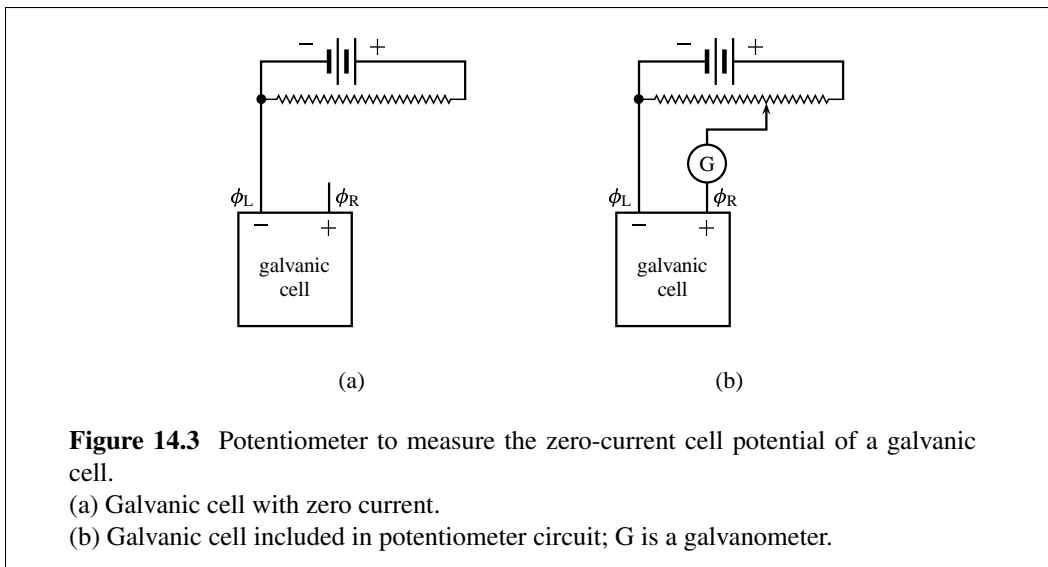 − +
ϕL ϕR
− +
galvanic
cell
(a)
− +
G
ϕL ϕR
− +
galvanic
cell
(b)
Figure 14.3 Potentiometer to measure the zero-current cell potential of a galvanic
cell.
(a) Galvanic cell with zero current.
(b) Galvanic cell included in potentiometer circuit; G is a galvanometer.